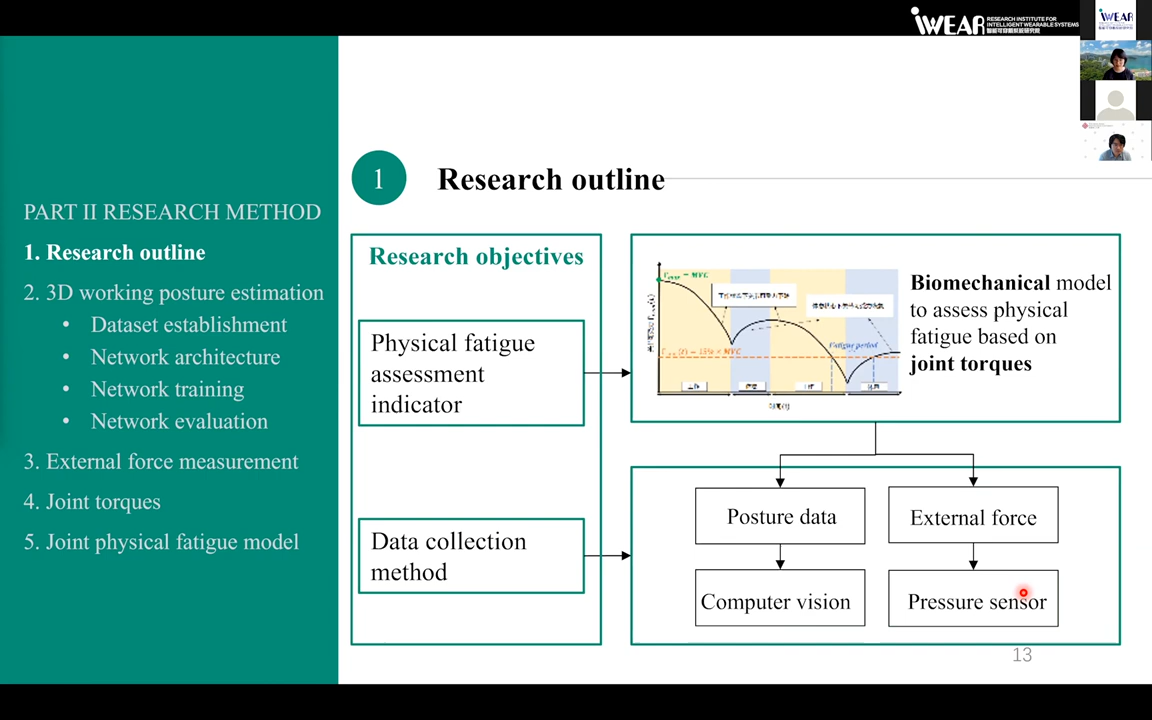 iWEAR
RESEARCH INSTITUTE FOR
INTELLIGENT WEARABLE SYSTEMS
iWEAR
1
Research outline
PART II RESEARCH METHOD
1. Research outline
2. 3D working posture estimation
• Dataset establishment
• Network architecture
• Network training
• Network evaluation
3. External force measurement
4. Joint torques
5. Joint physical fatigue model
Research objectives
Physical fatigue
assessment
indicator
Data collection
method
Fatigue period
Biomechanical model
to assess physical
fatigue based on
joint torques
Posture data
External force
Computer vision
Pressure sensor
13